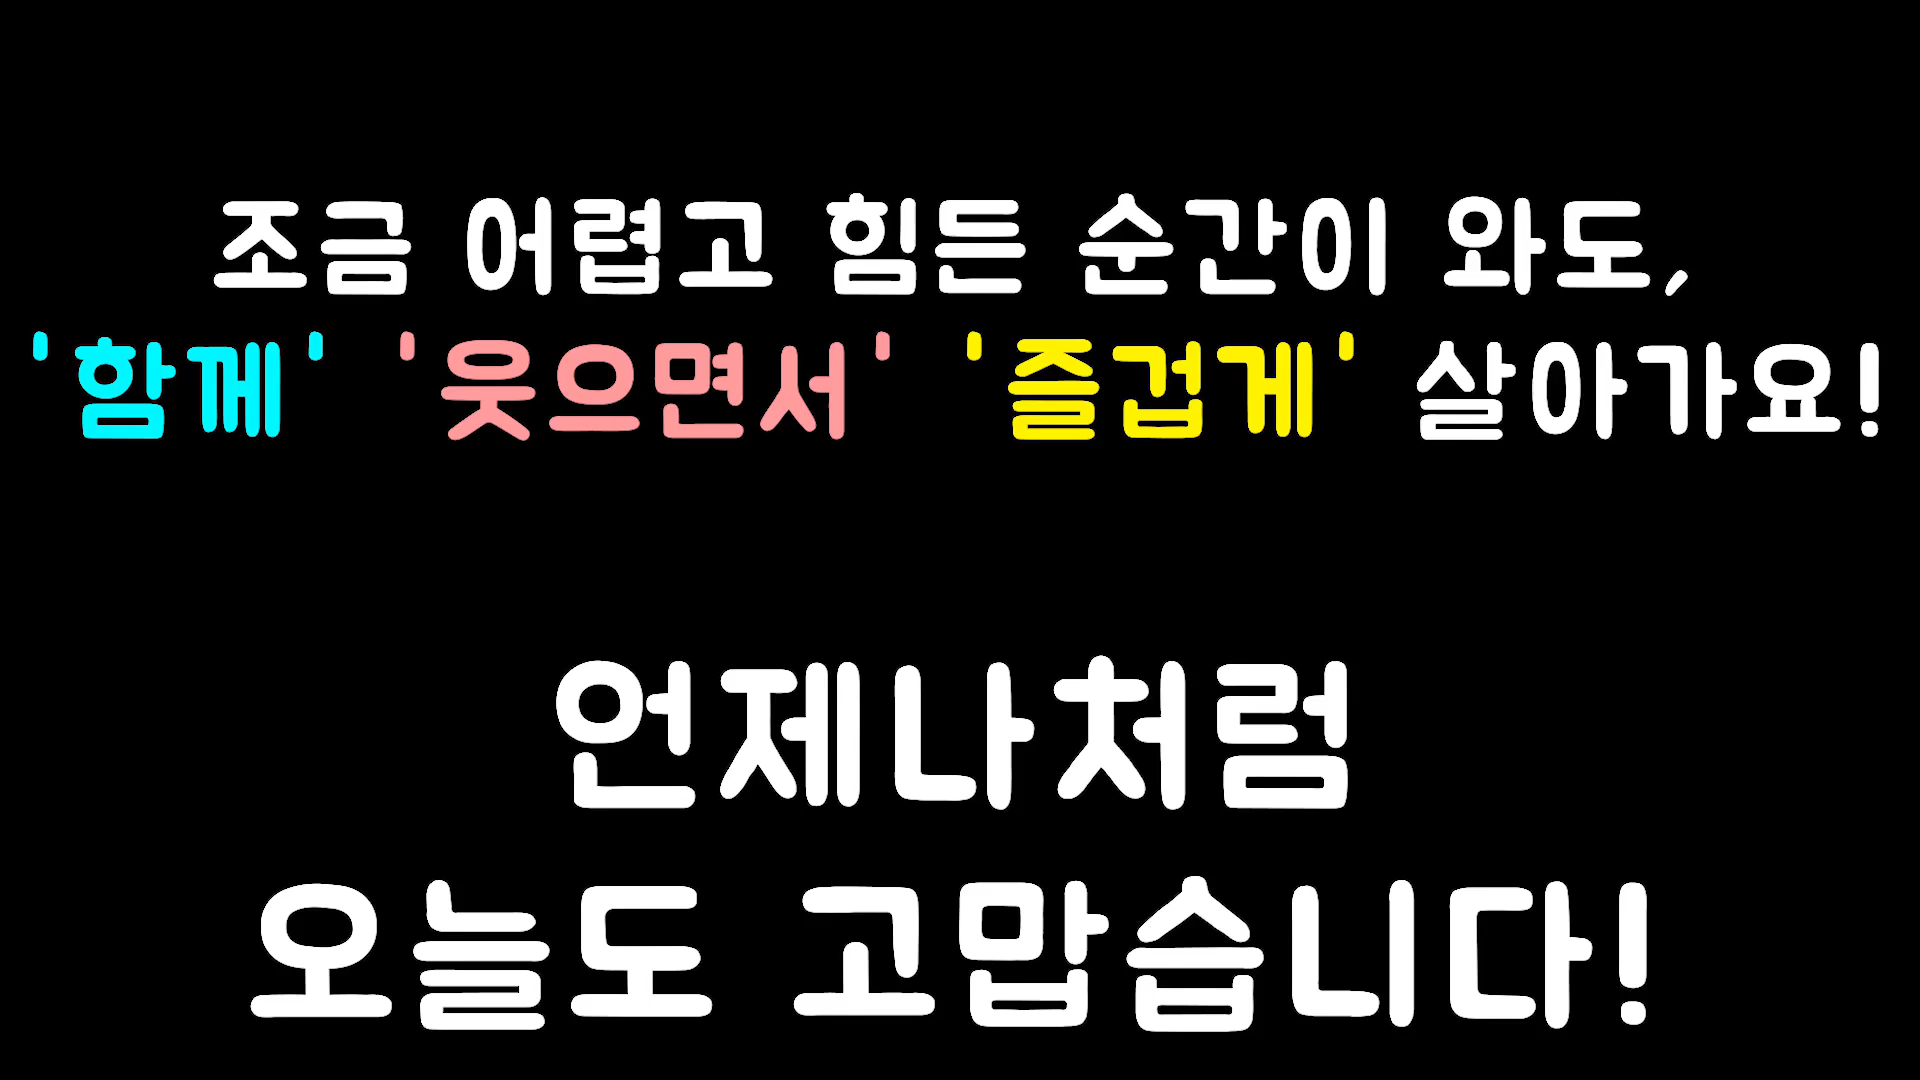 조금 어렵고 힘든 순간이 와도,
'함께' '웃으면서' '즐겁게' 살아가요!
언제나처럼
오늘도 고맙습니다!